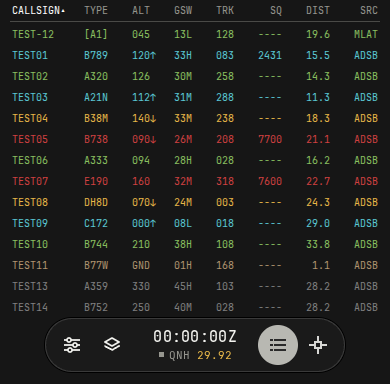 CALLSIGN▴ TYPE ALT GSW TRK SQ DIST SRC
TEST-12 [A1] 045 13L 128 ---- 19.6 MLAT
TEST01 B789 120↑ 33H 083 2431 15.5 ADSB
TEST02 A320 126 30M 258 ---- 14.3 ADSB
TEST03 A21N 112↑ 31M 288 ---- 11.3 ADSB
TEST04 B38M 140↓ 33M 238 ---- 18.3 ADSB
TEST05 B738 090↓ 26M 208 7700 21.1 ADSB
TEST06 A333 094 28H 028 ---- 16.2 ADSB
TEST07 E190 160 32M 318 7600 22.7 ADSB
TEST08 DH8D 070↓ 24M 003 ---- 24.3 ADSB
TEST09 C172 000↑ 08L 018 ---- 29.0 ADSB
TEST10 B744 210 38H 108 ---- 33.8 ADSB
TEST11 B77W GND 01H 168 ---- 1.1 ADSB
TEST13 A359 330 45H 103 ---- 28.2 ADSB
TEST14 B752 250 40M 028 ---- 28.2 ADSB
00:00:00Z
QNH 29.92